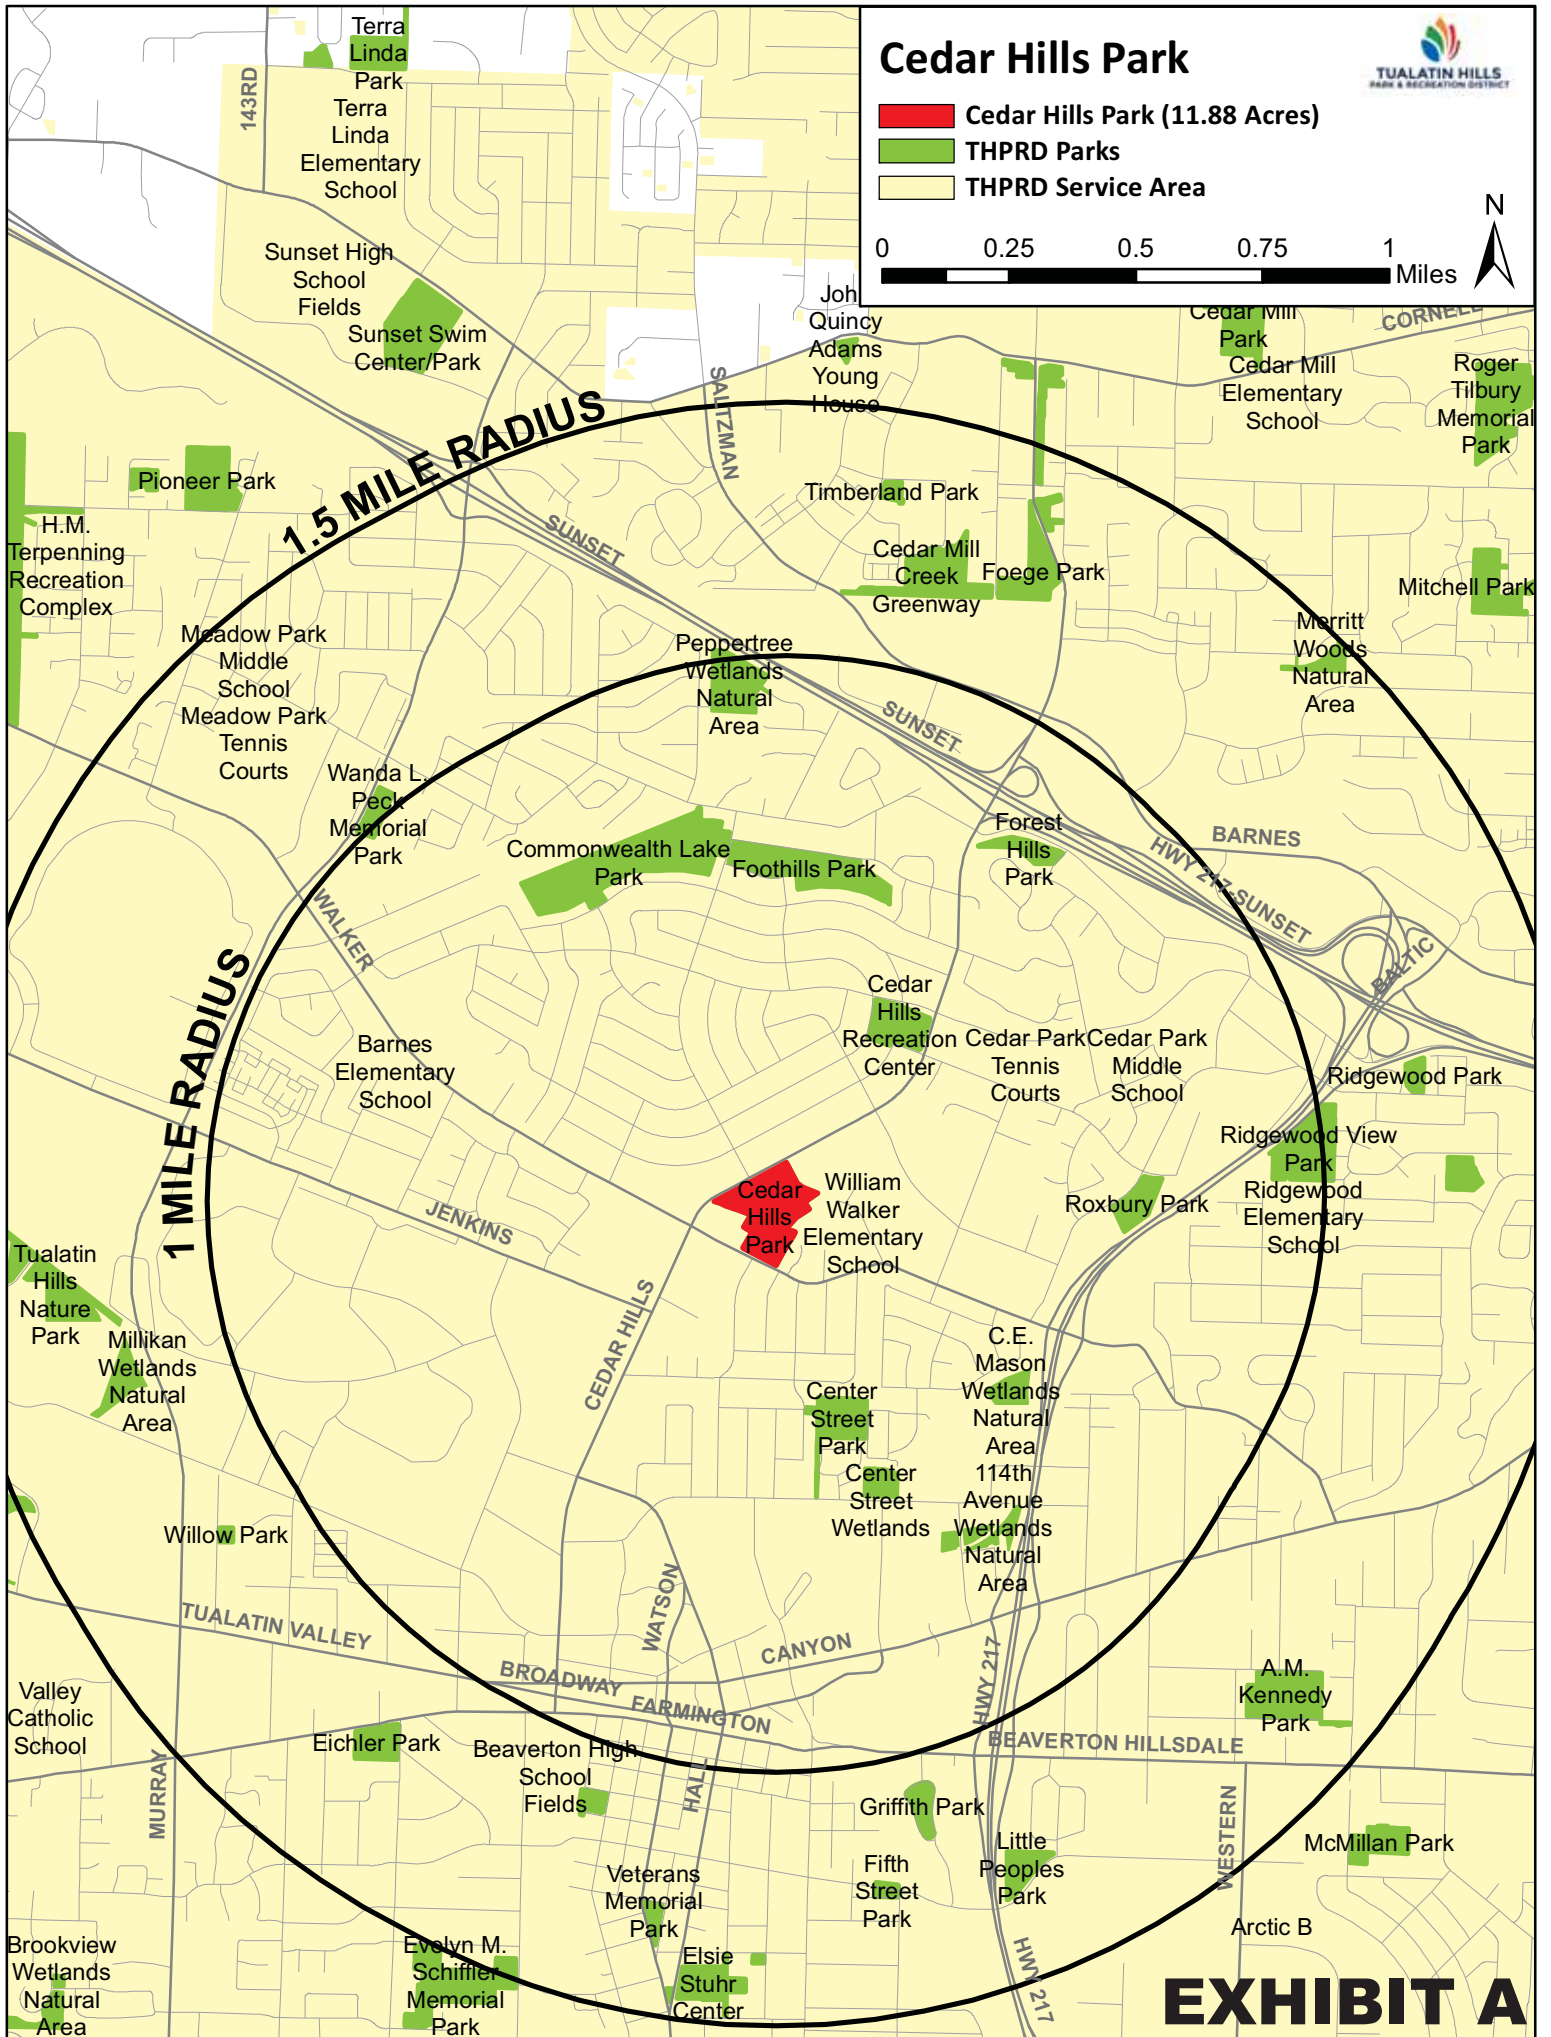 Cedar Hills Park
TUALATIN HILLS
PARK & RECREATION DISTRICT
Cedar Hills Park (11.88 Acres)
THPRD Parks
THPRD Service Area
0 0.25 0.5 0.75 1
Miles
N
Terra
Linda
Park
Terra
Linda
Elementary
School
143RD
Sunset High
School
Fields
Sunset Swim
Center/Park
Joh
Quincy
Adams
Young
House
Cedar Mill
Park
Cedar Mill
Elementary
School
CORNELL
Roger
Tilbury
Memorial
Park
SALTZMAN
1.5 MILE RADIUS
Pioneer Park
H.M.
Terpenning
Recreation
Complex
SUNSET
Timberland Park
Cedar Mill
Creek
Greenway
Foege Park
Mitchell Park
Merritt
Woods
Natural
Area
Meadow Park
Middle
School
Meadow Park
Tennis
Courts
Peppertree
Wetlands
Natural
Area
SUNSET
Wanda L.
Peck
Memorial
Park
Commonwealth Lake
Park
Foothills Park
Forest
Hills
Park
BARNES
HWY 217-SUNSET
BALTIC
WALKER
1 MILE RADIUS
Barnes
Elementary
School
Cedar
Hills
Recreation
Center
Cedar Park
Tennis
Courts
Cedar Park
Middle
School
Ridgewood Park
Ridgewood View
Park
Ridgewood
Elementary
School
Cedar
Hills
Park
William
Walker
Elementary
School
Roxbury Park
JENKINS
Tualatin
Hills
Nature
Park
Millikan
Wetlands
Natural
Area
CEDAR HILLS
Center
Street
Park
Center
Street
Wetlands
C.E.
Mason
Wetlands
Natural
Area
114th
Avenue
Wetlands
Natural
Area
Willow Park
WATSON
TUALATIN VALLEY
BROADWAY
CANYON
FARMINGTON
HWY 217
BEAVERTON HILLSDALE
A.M.
Kennedy
Park
Valley
Catholic
School
MURRAY
Eichler Park
Beaverton High
School
Fields
HALL
Griffith Park
WESTERN
McMillan Park
Little
Peoples
Park
Fifth
Street
Park
Veterans
Memorial
Park
Arctic B
Brookview
Wetlands
Natural
Area
Evelyn M.
Schiffler
Memorial
Park
Elsie
Stuhr
Center
HWY 217
EXHIBIT A